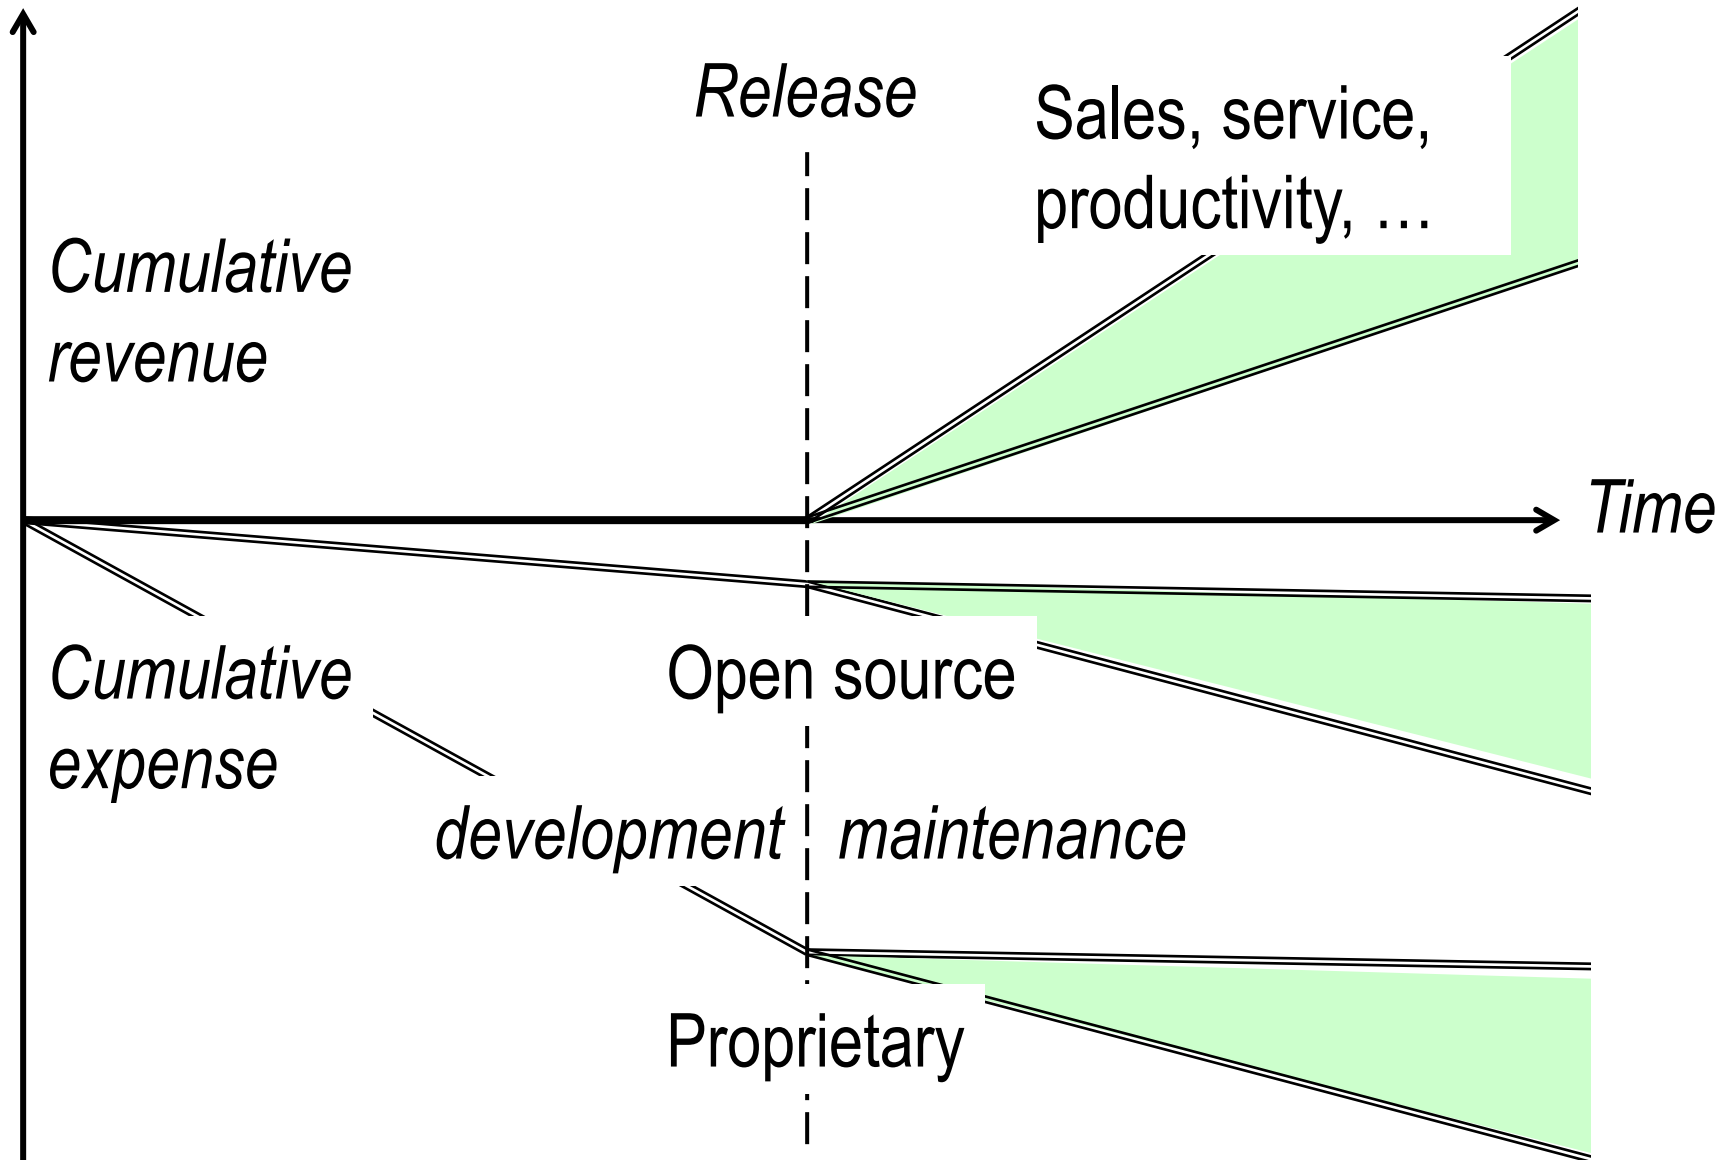 Release
Sales, service,
productivity, …
Cumulative
revenue
Time
Cumulative
expense
Open source
development
maintenance
Proprietary